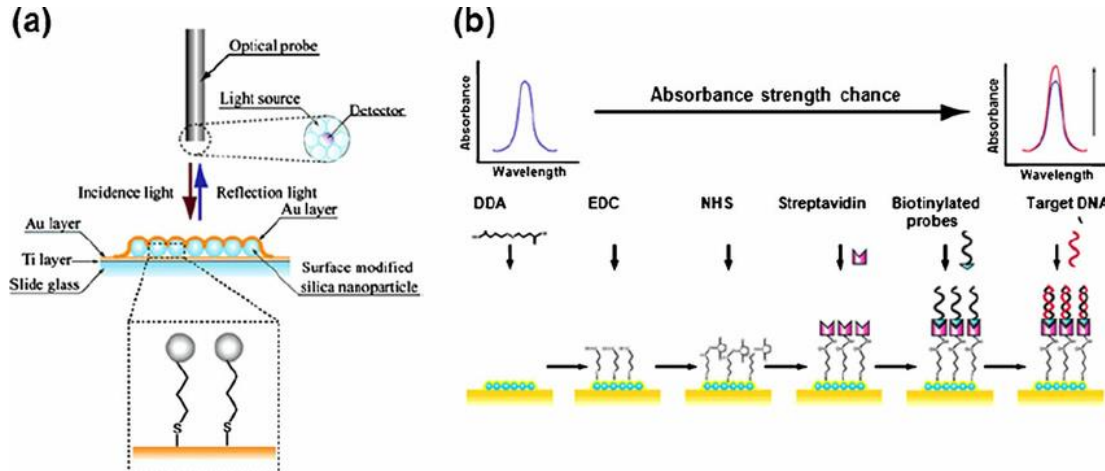 (a)
Optical probe
Light source
Detector
Incidence light
Reflection light
Au layer
Au layer
Ti layer
Slide glass
Surface modified
silica nanoparticle
S
S
(b)
Absorbance
Wavelength
Absorbance strength chance
Absorbance
Wavelength
DDA
EDC
NHS
Streptavidin
Biotinylated
probes
Target DNA